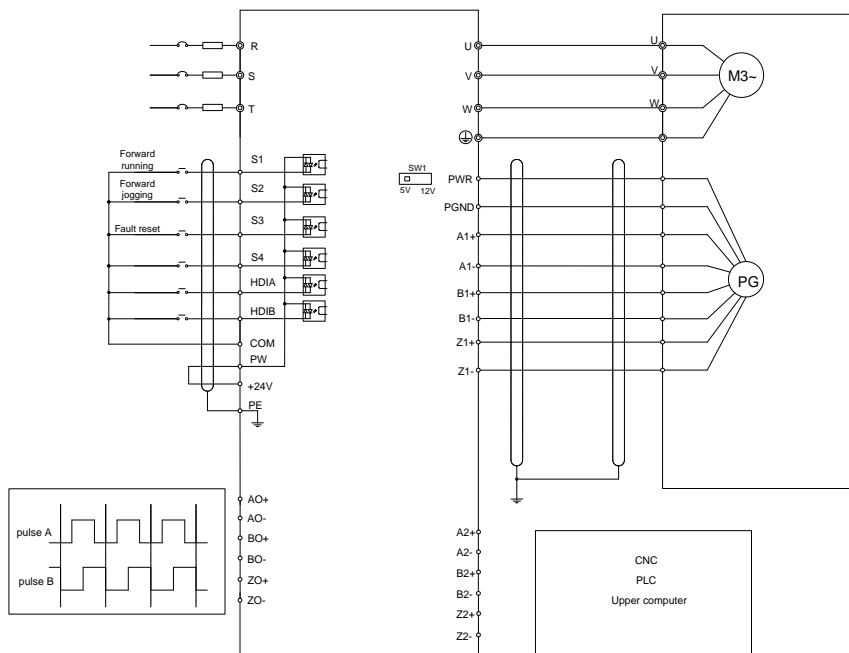 R
S
T
U
V
W
U
V
W
M3~
Forward
running
S1
Forward
jogging
S2
Fault reset
S3
S4
HDIA
HDIB
COM
PW
+24V
PE
SW1
5V 12V
PWR
PGND
A1+
A1-
B1+
B1-
Z1+
Z1-
PG
pulse A
pulse B
AO+
AO-
BO+
BO-
ZO+
ZO-
A2+
A2-
B2+
B2-
Z2+
Z2-
CNC
PLC
Upper computer